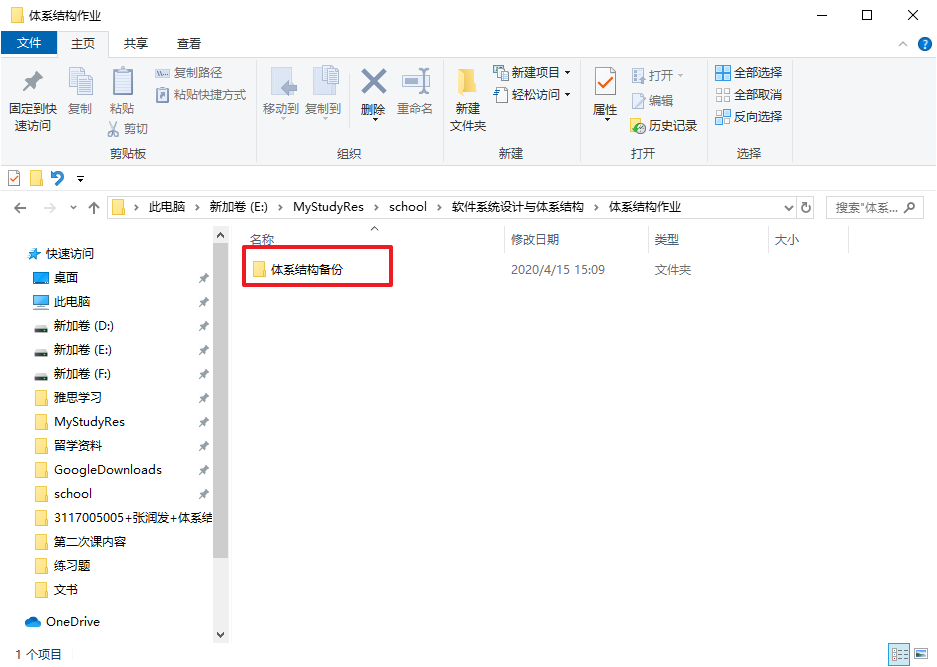 体系结构作业
文件 主页 共享 查看
固定到快速访问
复制
粘贴
复制路径
粘贴快捷方式
剪切
剪贴板
移动到
复制到
删除
重命名
组织
新建文件夹
新建项目
轻松访问
新建
属性
打开
编辑
历史记录
打开
全部选择
全部取消
反向选择
选择
此电脑 > 新加卷 (E:) > MyStudyRes > school > 软件系统设计与体系结构 > 体系结构作业
搜索"体系...
名称 修改日期 类型 大小
体系结构备份 2020/4/15 15:09 文件夹
快速访问
桌面
此电脑
新加卷 (D:)
新加卷 (E:)
新加卷 (F:)
雅思学习
MyStudyRes
留学资料
GoogleDownloads
school
3117005005+张润发+体系结
第二次课内容
练习题
文书
OneDrive
1 个项目